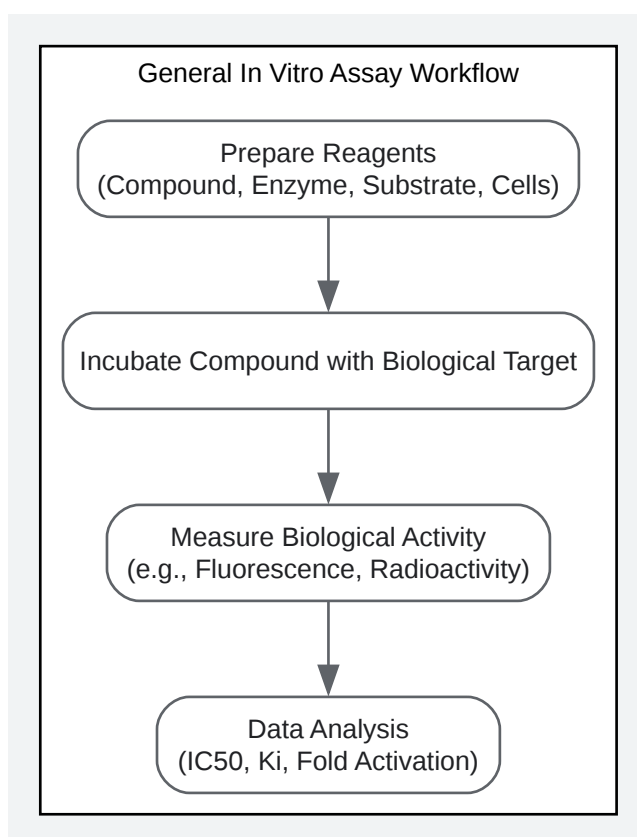 General In Vitro Assay Workflow
Prepare Reagents
(Compound, Enzyme, Substrate, Cells)
Incubate Compound with Biological Target
Measure Biological Activity
(e.g., Fluorescence, Radioactivity)
Data Analysis
(IC50, Ki, Fold Activation)